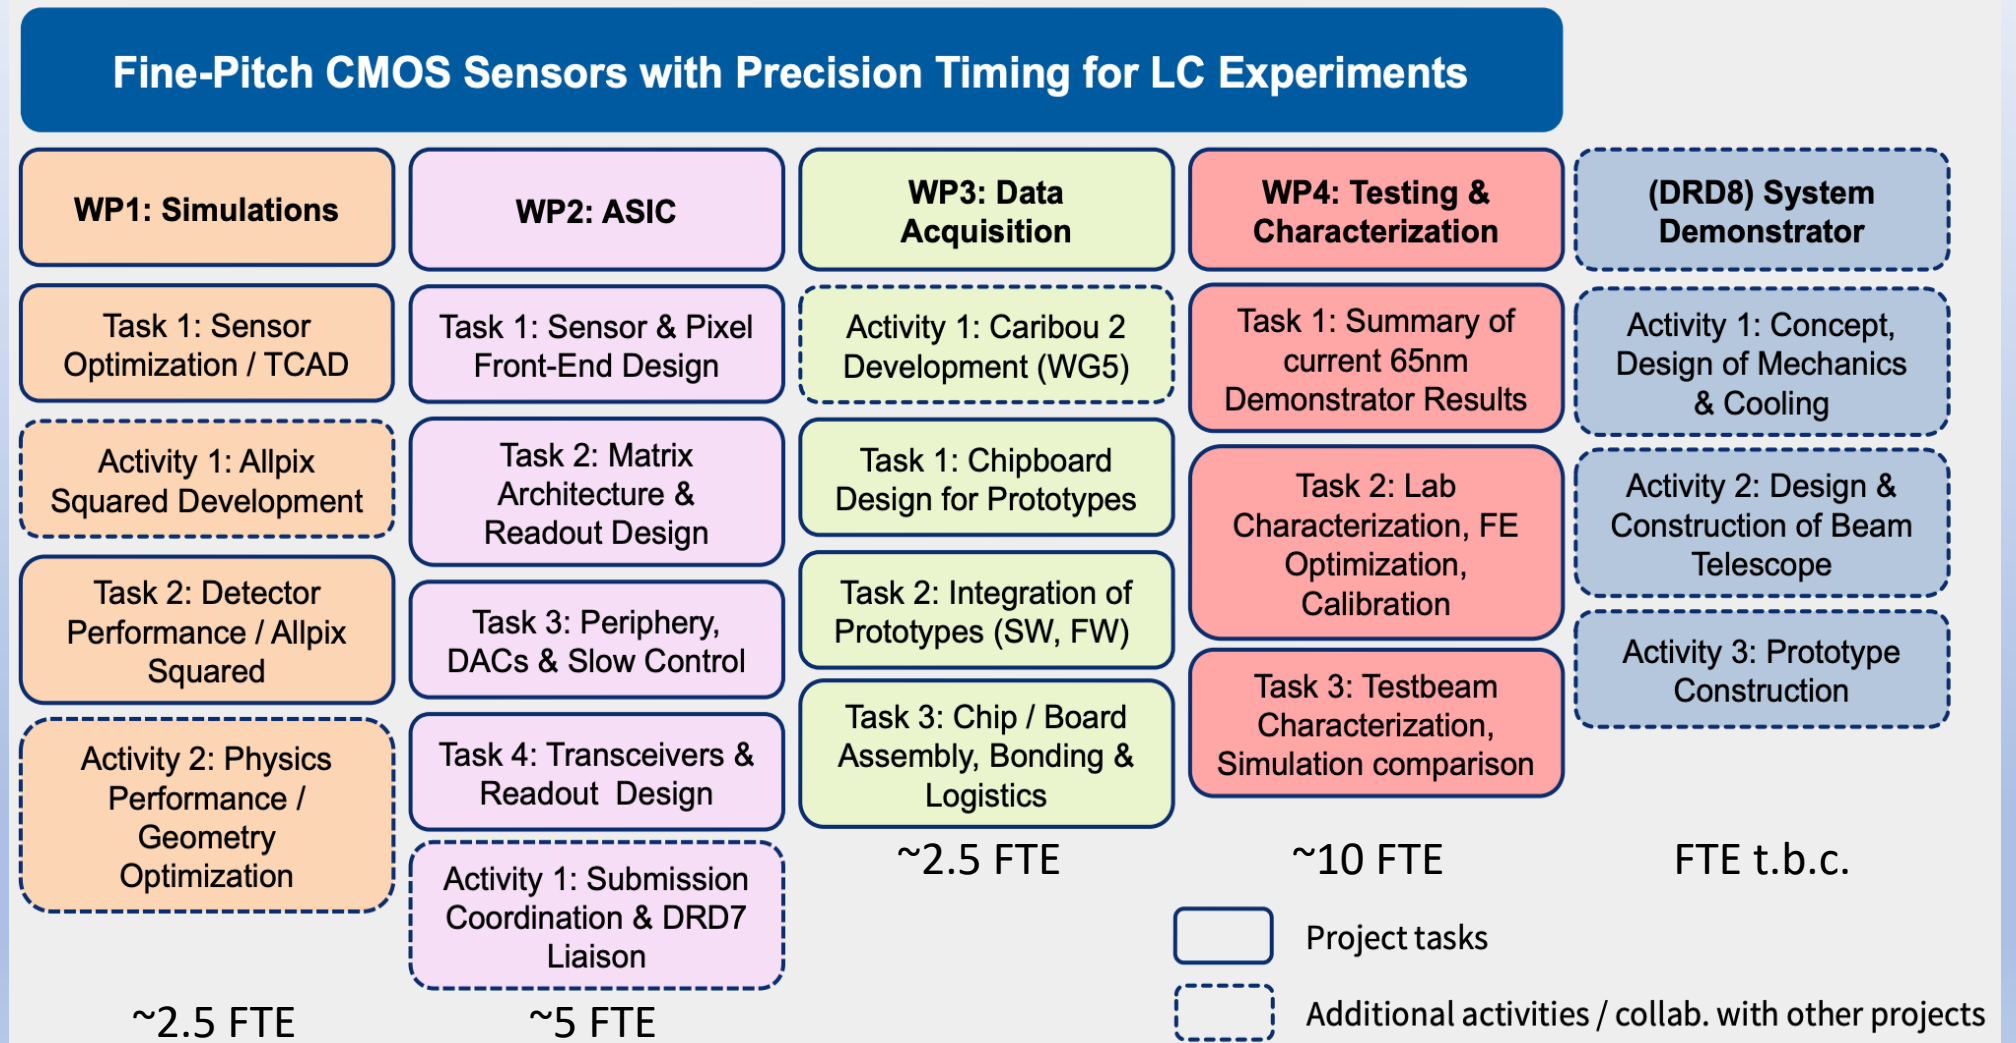 Fine-Pitch CMOS Sensors with Precision Timing for LC Experiments
WP1: Simulations
Task 1: Sensor
Optimization / TCAD
Activity 1: Allpix
Squared Development
Task 2: Detector
Performance / Allpix
Squared
Activity 2: Physics
Performance /
Geometry
Optimization
~2.5 FTE
WP2: ASIC
Task 1: Sensor & Pixel
Front-End Design
Task 2: Matrix
Architecture &
Readout Design
Task 3: Periphery,
DACs & Slow Control
Task 4: Transceivers &
Readout Design
Activity 1: Submission
Coordination & DRD7
Liaison
~5 FTE
WP3: Data
Acquisition
Activity 1: Caribou 2
Development (WG5)
Task 1: Chipboard
Design for Prototypes
Task 2: Integration of
Prototypes (SW, FW)
Task 3: Chip / Board
Assembly, Bonding &
Logistics
~2.5 FTE
WP4: Testing &
Characterization
Task 1: Summary of
current 65nm
Demonstrator Results
Task 2: Lab
Characterization, FE
Optimization,
Calibration
Task 3: Testbeam
Characterization,
Simulation comparison
~10 FTE
(DRD8) System
Demonstrator
Activity 1: Concept,
Design of Mechanics
& Cooling
Activity 2: Design &
Construction of Beam
Telescope
Activity 3: Prototype
Construction
FTE t.b.c.
Project tasks
Additional activities / collab. with other projects